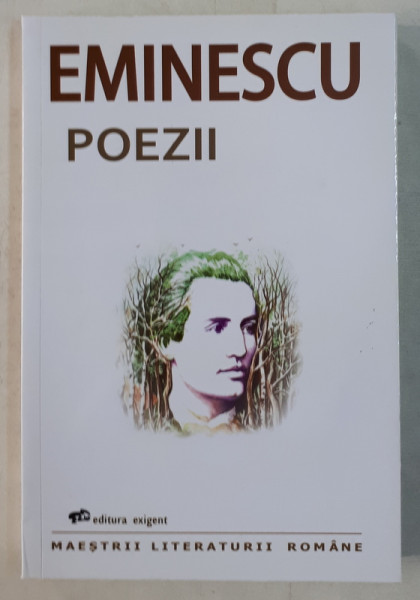 EMINESCU
POEZII
editura exigent
MAEȘTRII LITERATURII ROMÂNE